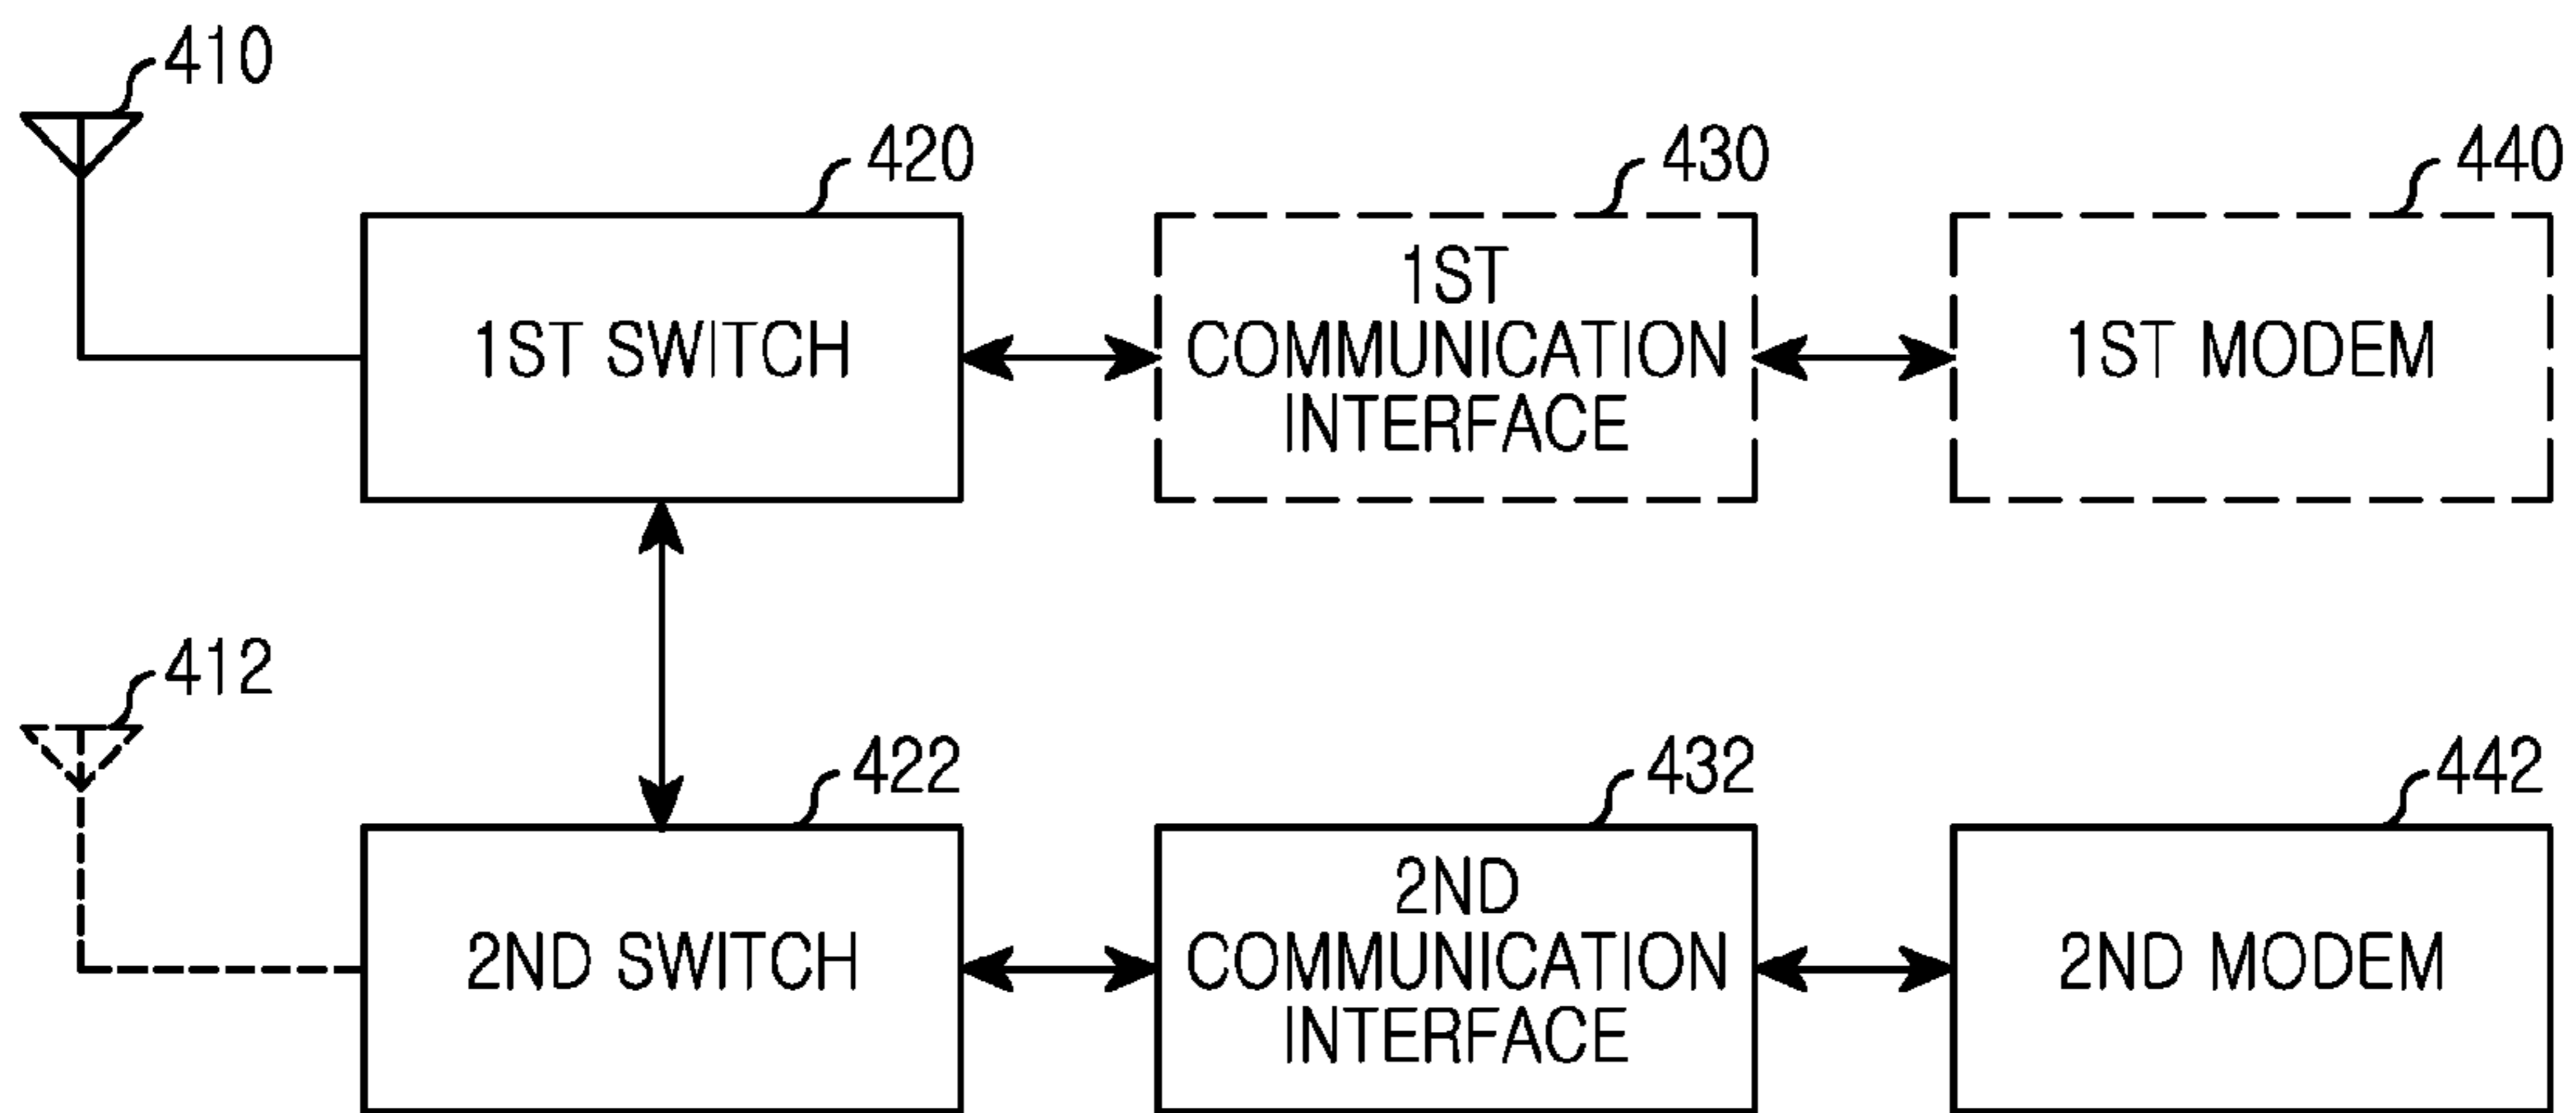 410
420
430
440
1ST SWITCH
1ST
COMMUNICATION
INTERFACE
1ST MODEM
412
422
432
442
2ND SWITCH
2ND
COMMUNICATION
INTERFACE
2ND MODEM